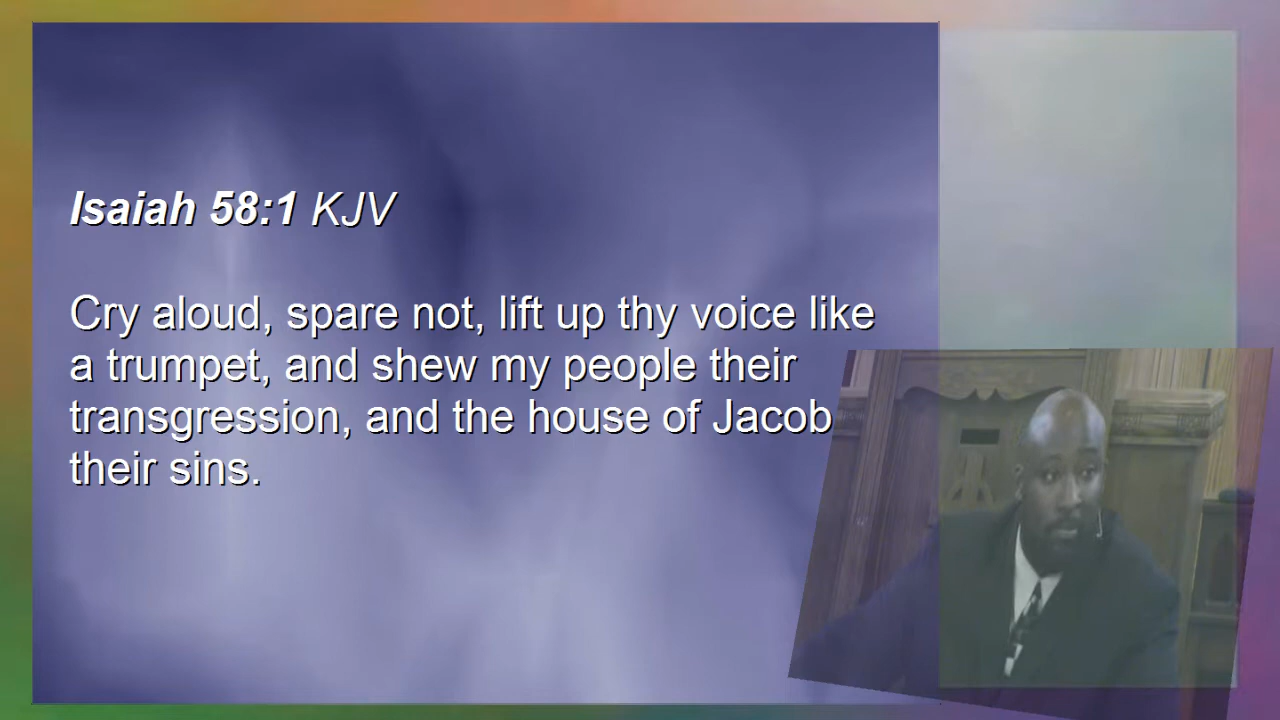 Isaiah 58:1 KJV
Cry aloud, spare not, lift up thy voice like
a trumpet, and shew my people their
transgression, and the house of Jacob
their sins.